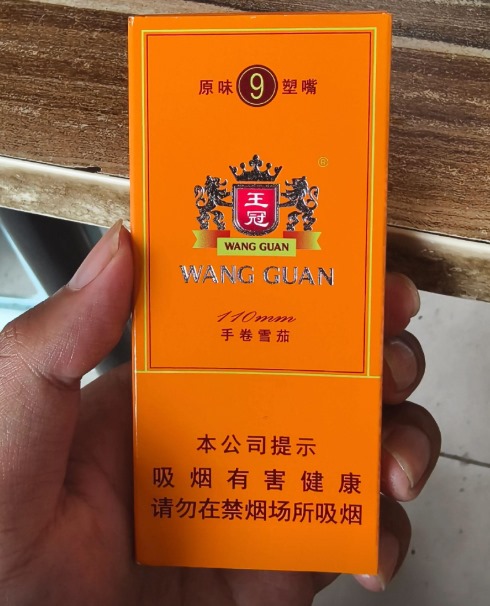 原味 9 塑嘴
®
王冠
WANG GUAN
WANG GUAN
110mm
手卷雪茄
本公司提示
吸烟有害健康
请勿在禁烟场所吸烟